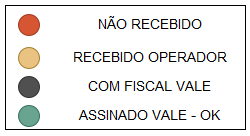 NÃO RECEBIDO
RECEBIDO OPERADOR
COM FISCAL VALE
ASSINADO VALE - OK